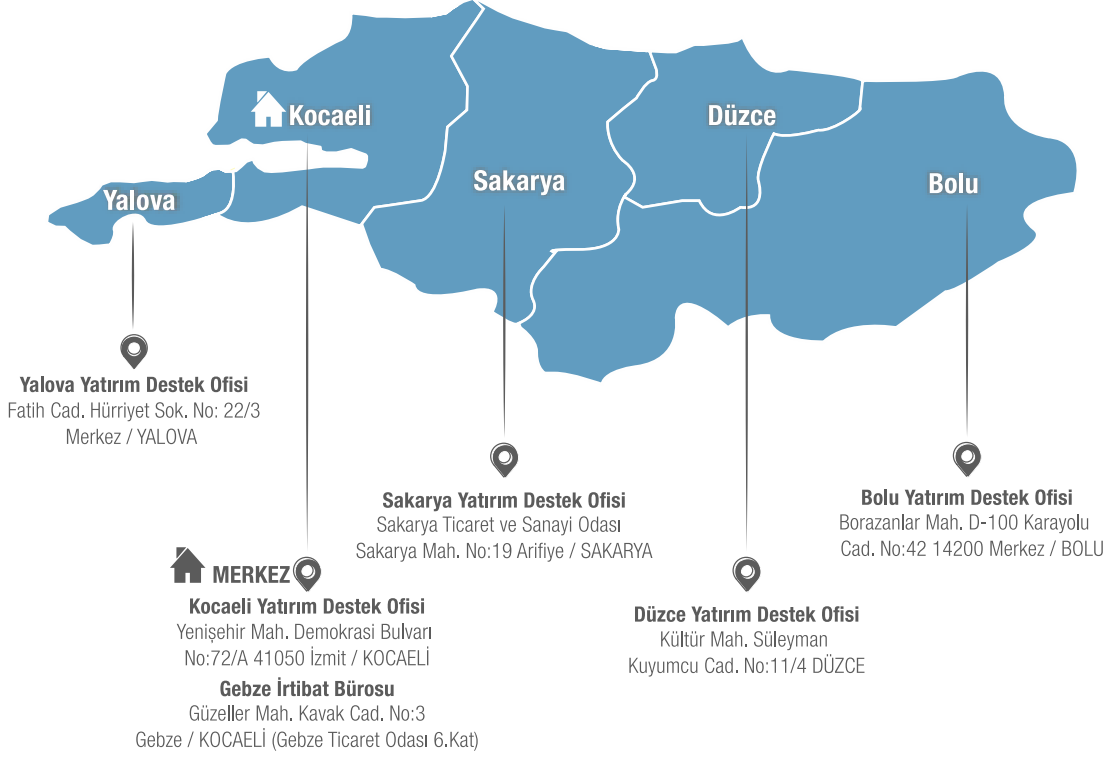 Kocaeli
Düzce
Sakarya
Bolu
Yalova
Yalova Yatırım Destek Ofisi
Fatih Cad. Hürriyet Sok. No: 22/3
Merkez / YALOVA
Sakarya Yatırım Destek Ofisi
Sakarya Ticaret ve Sanayi Odası
Sakarya Mah. No:19 Arifiye / SAKARYA
Bolu Yatırım Destek Ofisi
Borazanlar Mah. D-100 Karayolu
Cad. No:42 14200 Merkez / BOLU
MERKEZ
Kocaeli Yatırım Destek Ofisi
Yenişehir Mah. Demokrasi Bulvarı
No:72/A 41050 İzmit / KOCAELİ
Gebze İrtibat Bürosu
Güzeller Mah. Kavak Cad. No:3
Gebze / KOCAELİ (Gebze Ticaret Odası 6.Kat)
Düzce Yatırım Destek Ofisi
Kültür Mah. Süleyman
Kuyumcu Cad. No:11/4 DÜZCE